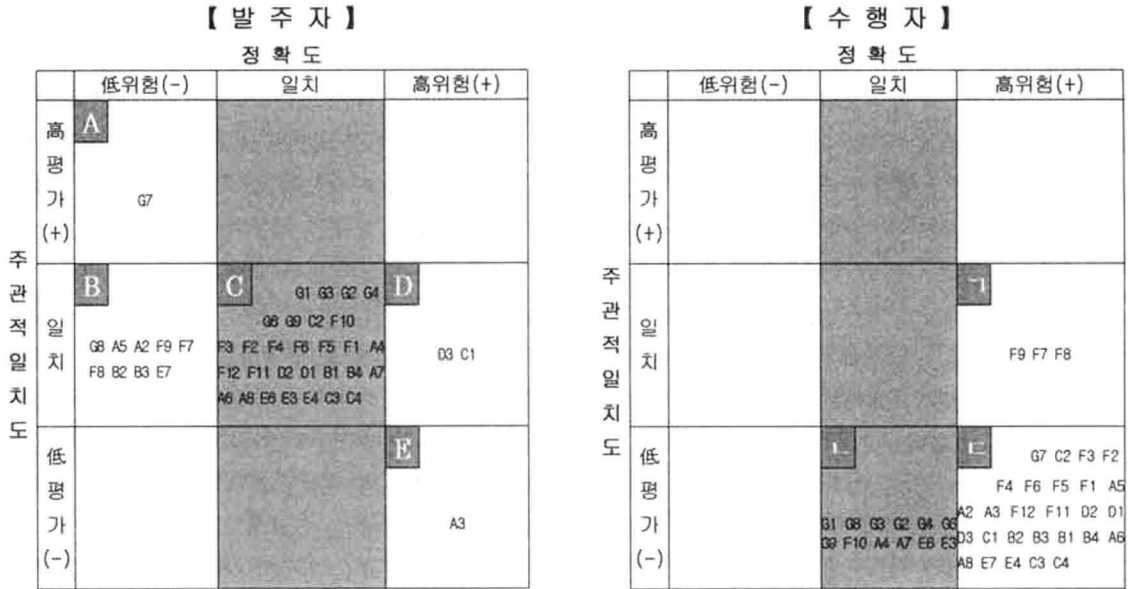 【 발 주 자 】
정 확 도
低위험(-) 일치 高위험(+)
주관적일치도
高평가(+)
A
G7
일치
B
G8 A5 A2 F9 F7
F8 B2 B3 E7
C
G1 G3 G2 G4
G6 G9 C2 F10
F3 F2 F4 F6 F5 F1 A4
F12 F11 D2 D1 B1 B4 A7
A6 A8 E6 E3 E4 C3 C4
D
D3 C1
低평가(-)
E
A3
【 수 행 자 】
정 확 도
低위험(-) 일치 高위험(+)
주관적일치도
高평가(+)
일치
ㄱ
F9 F7 F8
低평가(-)
ㄴ
G1 G8 G3 G2 G4 G6
G9 F10 A4 A7 E6 E3
ㄷ
G7 C2 F3 F2
F4 F6 F5 F1 A5
A2 A3 F12 F11 D2 D1
D3 C1 B2 B3 B1 B4 A6
A8 E7 E4 C3 C4